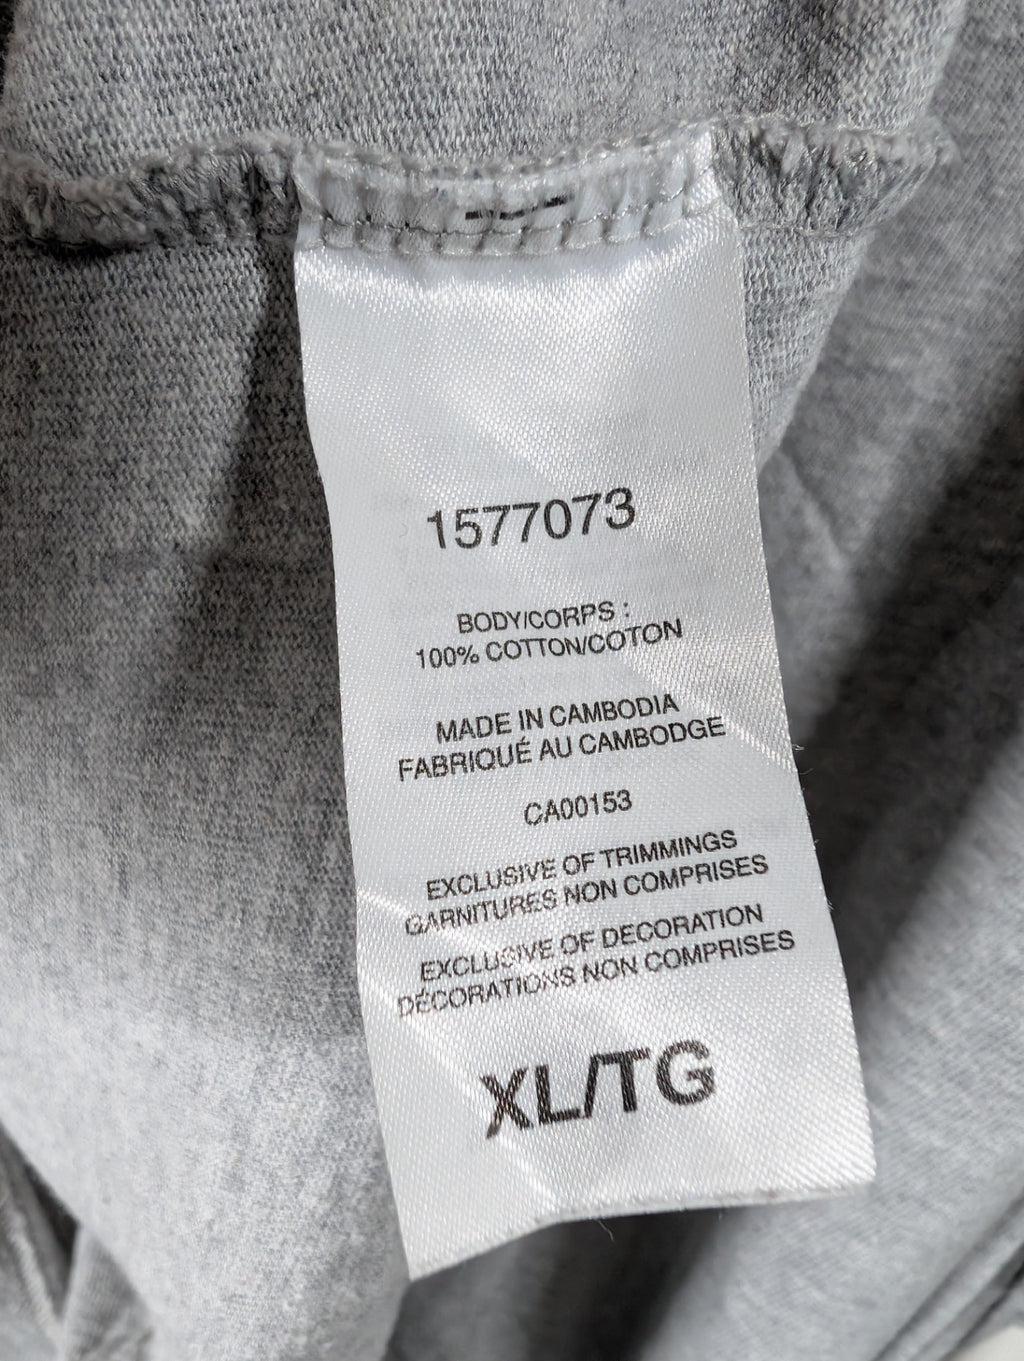 1577073
BODY/CORPS :
100% COTTON/COTON
MADE IN CAMBODIA
FABRIQUÉ AU CAMBODGE
CA00153
EXCLUSIVE OF TRIMMINGS
GARNITURES NON COMPRISES
EXCLUSIVE OF DECORATION
DÉCORATIONS NON COMPRISES
XL/TG